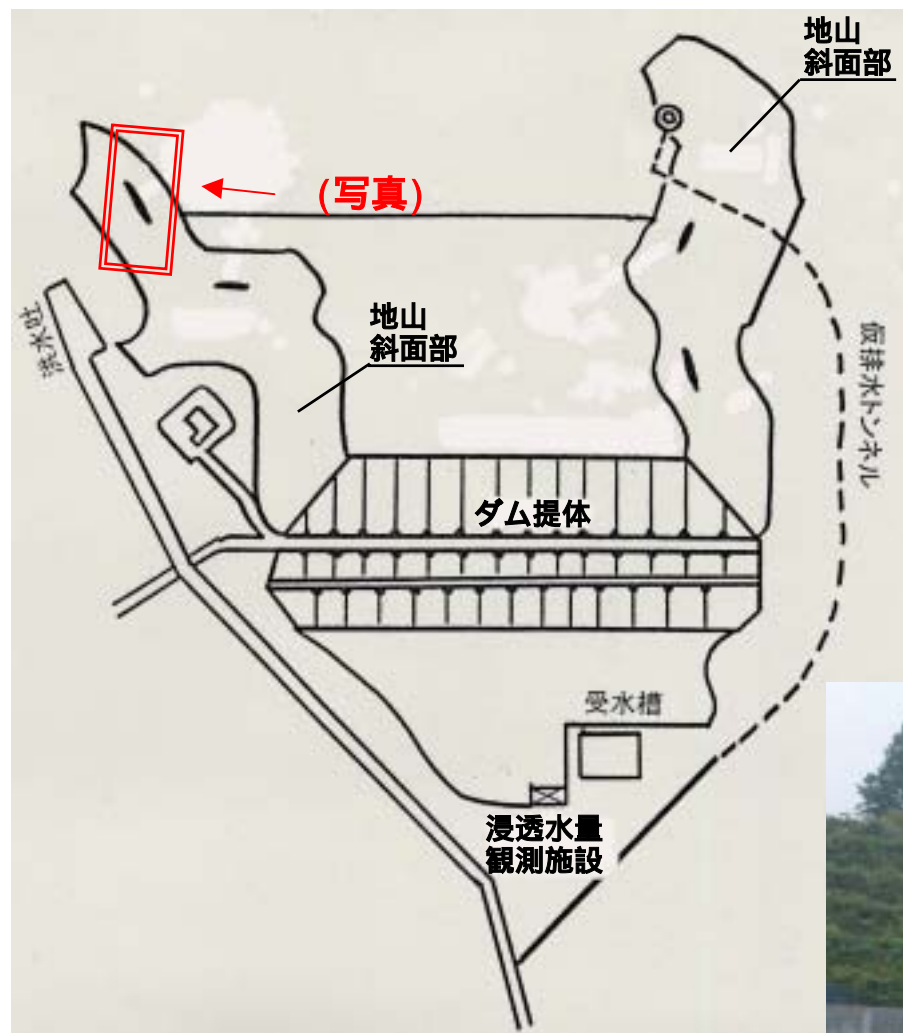 地山
斜面部
(写真)
洪水吐
地山
斜面部
仮排水トンネル
ダム提体
受水槽
浸透水量
観測施設